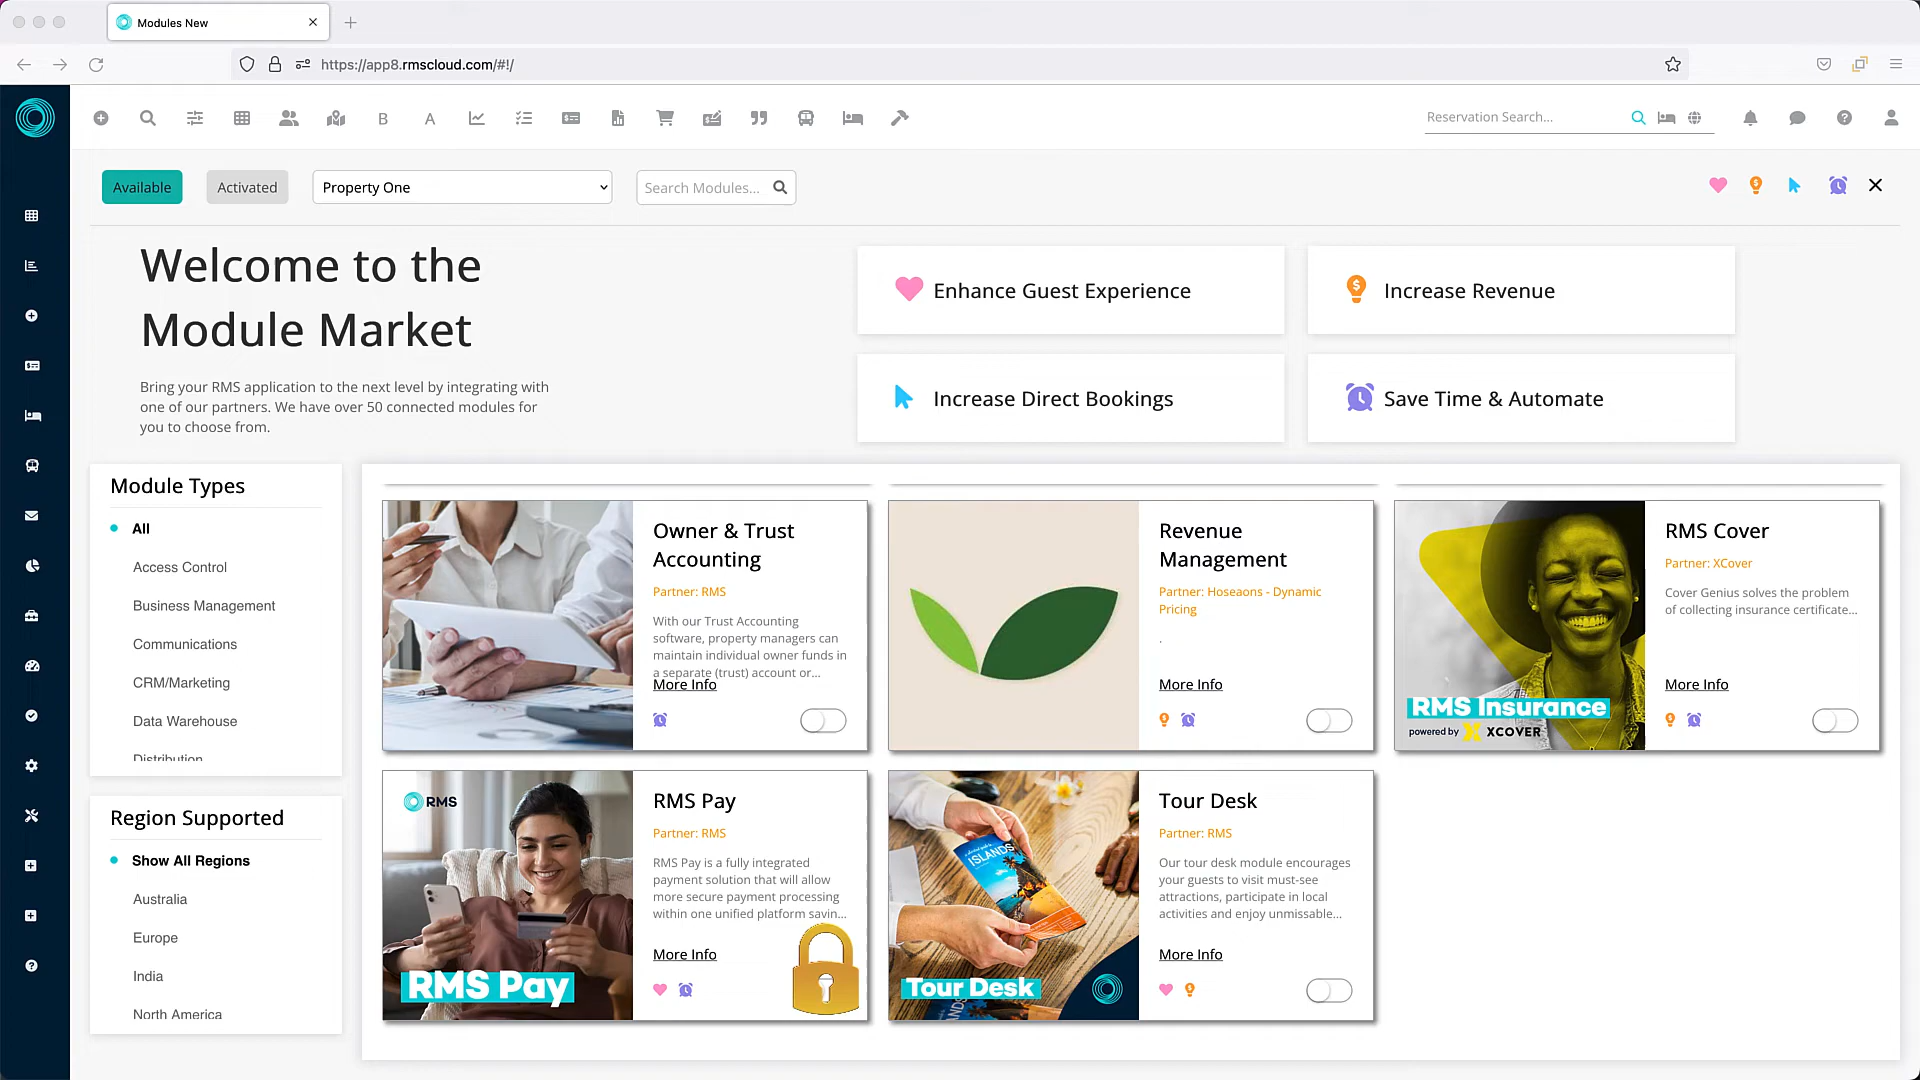 Modules New
https://app8.rmscloud.com/#!/
B
A
Reservation Search...
Available
Activated
Property One
Search Modules...
Welcome to the
Module Market
Bring your RMS application to the next level by integrating with
one of our partners. We have over 50 connected modules for
you to choose from.
Enhance Guest Experience
Increase Revenue
Increase Direct Bookings
Save Time & Automate
Module Types
All
Access Control
Business Management
Communications
CRM/Marketing
Data Warehouse
Distribution
Region Supported
Show All Regions
Australia
Europe
India
North America
Owner & Trust
Accounting
Partner: RMS
With our Trust Accounting
software, property managers can
maintain individual owner funds in
a separate (trust) account or...
More Info
Revenue
Management
Partner: Hoseaons - Dynamic
Pricing
.
More Info
RMS Insurance
powered by XCOVER
RMS Cover
Partner: XCover
Cover Genius solves the problem
of collecting insurance certificate...
More Info
RMS
RMS Pay
RMS Pay
Partner: RMS
RMS Pay is a fully integrated
payment solution that will allow
more secure payment processing
within one unified platform savin...
More Info
ISLANDS
Tour Desk
Tour Desk
Partner: RMS
Our tour desk module encourages
your guests to visit must-see
attractions, participate in local
activities and enjoy unmissable...
More Info